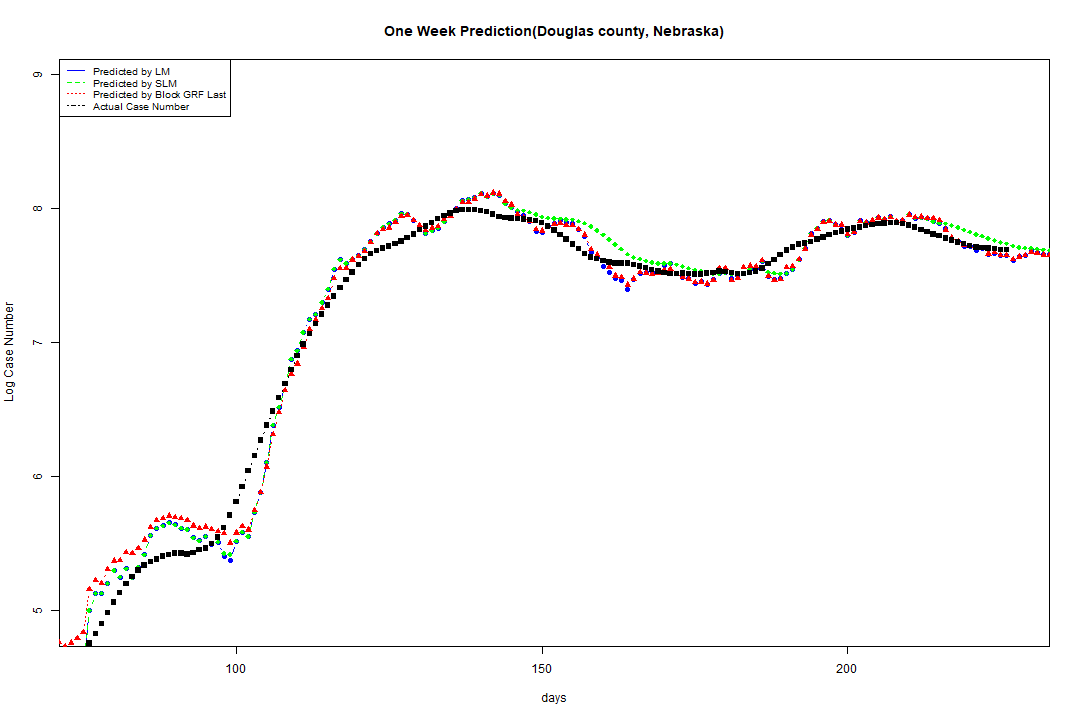 One Week Prediction(Douglas county, Nebraska)
Predicted by LM
Predicted by SLM
Predicted by Block GRF Last
Actual Case Number
9
8
7
6
5
Log Case Number
100 150 200
days